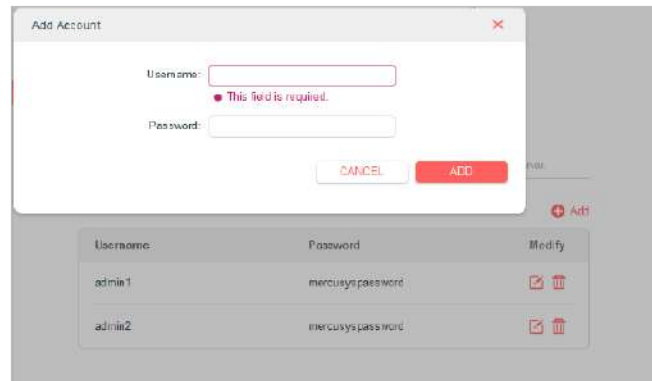 Add Account
Username:
This field is required.
Password:
CANCEL ADD
Add
Username Password Modify
admin1 mercusyspassword
admin2 mercusyspassword